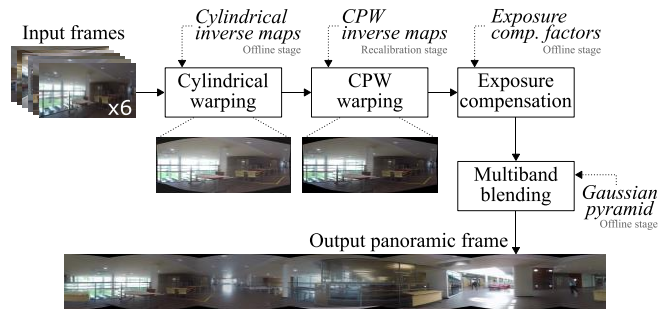 Input frames
x6
Cylindrical
inverse maps
Offline stage
CPW
inverse maps
Recalibration stage
Exposure
comp. factors
Offline stage
Cylindrical
warping
CPW
warping
Exposure
compensation
Multiband
blending
Gaussian
pyramid
Offline stage
Output panoramic frame